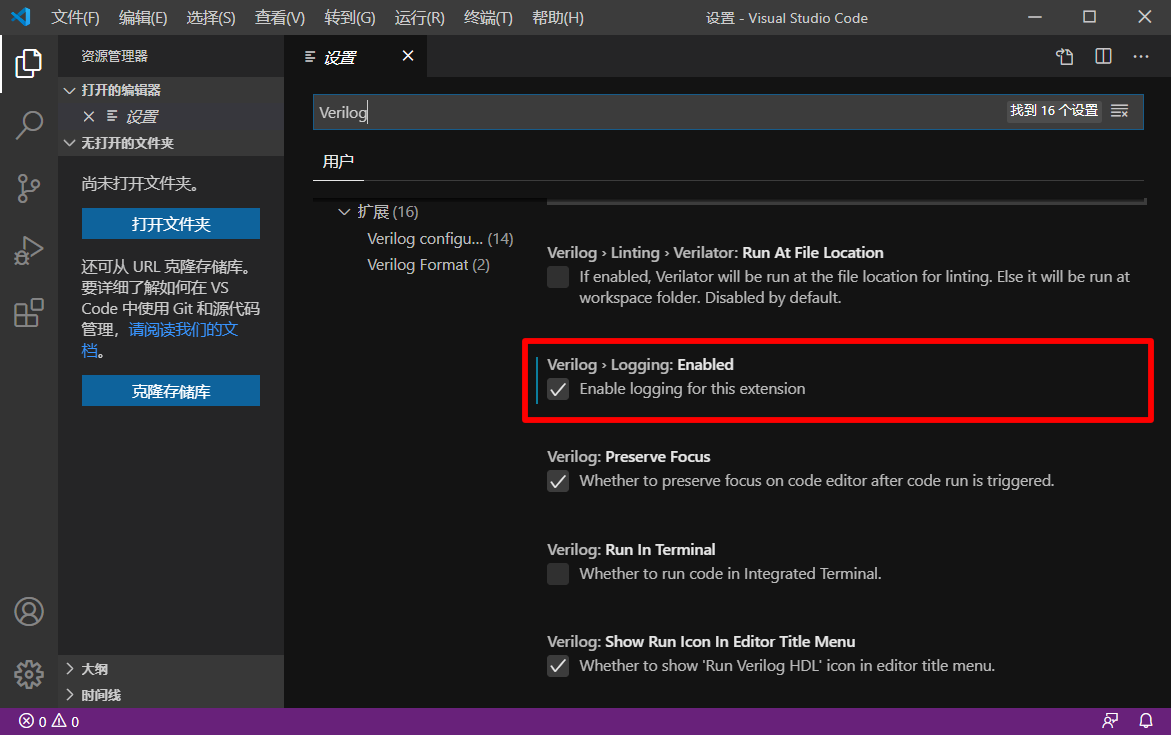 文件(F) 编辑(E) 选择(S) 查看(V) 转到(G) 运行(R) 终端(T) 帮助(H) 设置 - Visual Studio Code
资源管理器
打开的编辑器
设置
无打开的文件夹
尚未打开文件夹。
打开文件夹
还可从 URL 克隆存储库。
要详细了解如何在 VS
Code 中使用 Git 和源代码
管理，请阅读我们的文
档。
克隆存储库
大纲
时间线
设置
Verilog 找到 16 个设置
用户
扩展 (16)
Verilog configu... (14)
Verilog Format (2)
Verilog › Linting › Verilator: Run At File Location
If enabled, Verilator will be run at the file location for linting. Else it will be run at
workspace folder. Disabled by default.
Verilog › Logging: Enabled
Enable logging for this extension
Verilog: Preserve Focus
Whether to preserve focus on code editor after code run is triggered.
Verilog: Run In Terminal
Whether to run code in Integrated Terminal.
Verilog: Show Run Icon In Editor Title Menu
Whether to show 'Run Verilog HDL' icon in editor title menu.
0 0